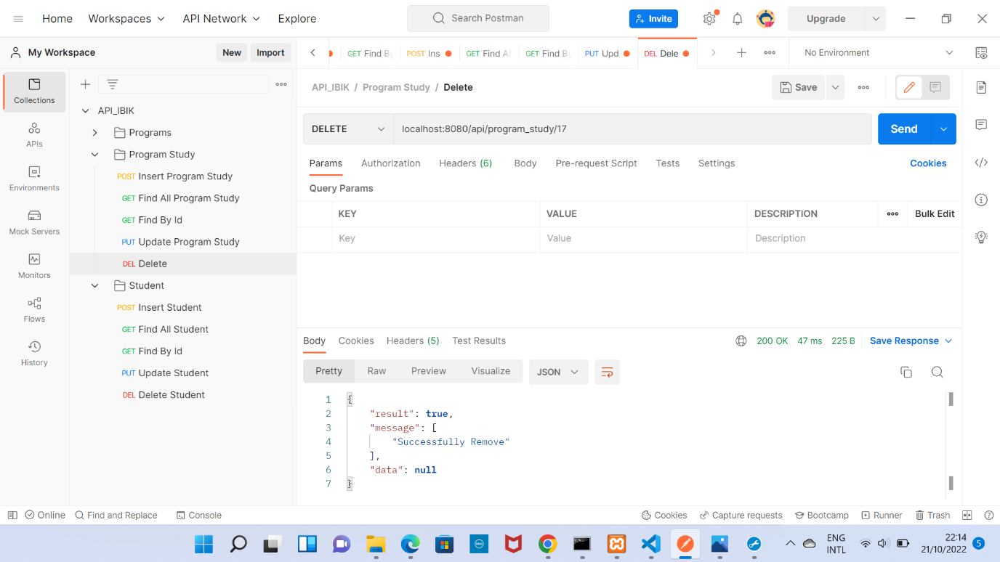 Home Workspaces API Network Explore Search Postman Invite Upgrade
My Workspace New Import GET Find By POST Ins GET Find Al GET Find By PUT Upd DEL Dele No Environment
Collections
APIs
Environments
Mock Servers
Monitors
Flows
History
API_IBIK
Programs
Program Study
POST Insert Program Study
GET Find All Program Study
GET Find By Id
PUT Update Program Study
DEL Delete
Student
POST Insert Student
GET Find All Student
GET Find By Id
PUT Update Student
DEL Delete Student
API_IBIK / Program Study / Delete Save
DELETE localhost:8080/api/program_study/17 Send
Params Authorization Headers (6) Body Pre-request Script Tests Settings Cookies
Query Params
KEY VALUE DESCRIPTION Bulk Edit
Key Value Description
Body Cookies Headers (5) Test Results 200 OK 47 ms 225 B Save Response
Pretty Raw Preview Visualize JSON
1 {
2 "result": true,
3 "message": [
4 "Successfully Remove"
5 ],
6 "data": null
7 }
Online Find and Replace Console Cookies Capture requests Bootcamp Runner Trash
ENG
INTL
22:14
21/10/2022
5